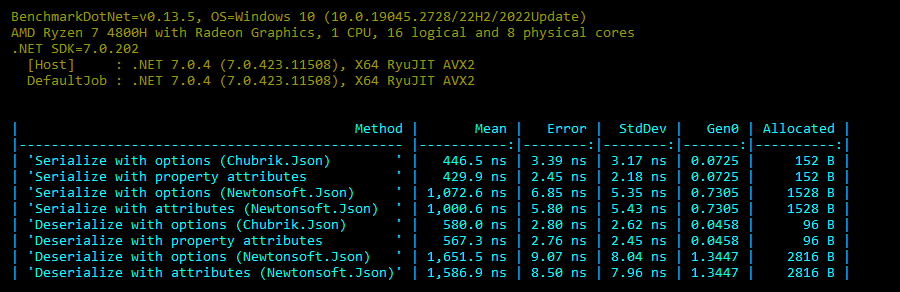 BenchmarkDotNet=v0.13.5, OS=Windows 10 (10.0.19045.2728/22H2/2022Update)
AMD Ryzen 7 4800H with Radeon Graphics, 1 CPU, 16 logical and 8 physical cores
.NET SDK=7.0.202
  [Host]     : .NET 7.0.4 (7.0.423.11508), X64 RyuJIT AVX2
  DefaultJob : .NET 7.0.4 (7.0.423.11508), X64 RyuJIT AVX2
|                                         Method |       Mean |   Error |  StdDev |   Gen0 | Allocated |
|----------------------------------------------- |-----------:|--------:|--------:|-------:|----------:|
| 'Serialize with options (Chubrik.Json)        ' |   446.5 ns | 3.39 ns | 3.17 ns | 0.0725 |     152 B |
| 'Serialize with property attributes           ' |   429.9 ns | 2.45 ns | 2.18 ns | 0.0725 |     152 B |
| 'Serialize with options (Newtonsoft.Json)     ' | 1,072.6 ns | 6.85 ns | 5.35 ns | 0.7305 |    1528 B |
| 'Serialize with attributes (Newtonsoft.Json)  ' | 1,000.6 ns | 5.80 ns | 5.43 ns | 0.7305 |    1528 B |
| 'Deserialize with options (Chubrik.Json)      ' |   580.0 ns | 2.80 ns | 2.62 ns | 0.0458 |      96 B |
| 'Deserialize with property attributes         ' |   567.3 ns | 2.76 ns | 2.45 ns | 0.0458 |      96 B |
| 'Deserialize with options (Newtonsoft.Json)   ' | 1,651.5 ns | 9.07 ns | 8.04 ns | 1.3447 |    2816 B |
| 'Deserialize with attributes (Newtonsoft.Json)' | 1,586.9 ns | 8.50 ns | 7.96 ns | 1.3447 |    2816 B |